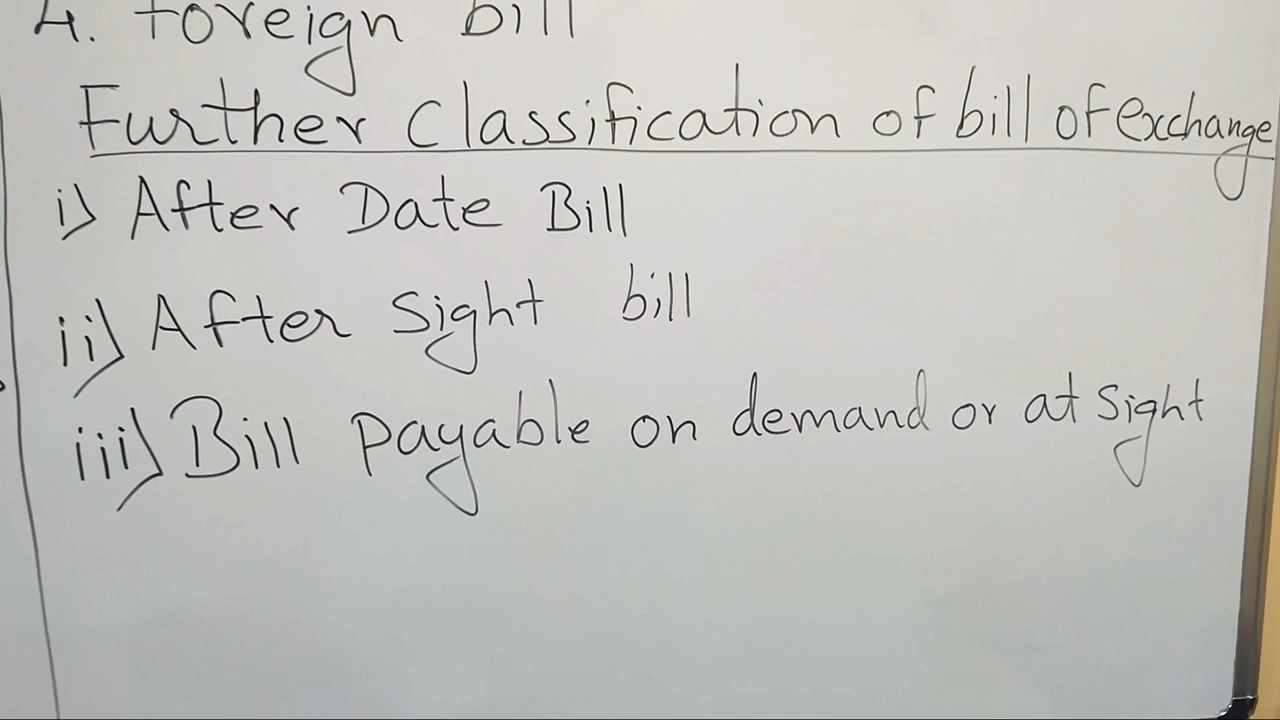 4. Foreign bill
Further Classification of bill of exchange
i) After Date Bill
ii) After Sight bill
iii) Bill payable on demand or at sight